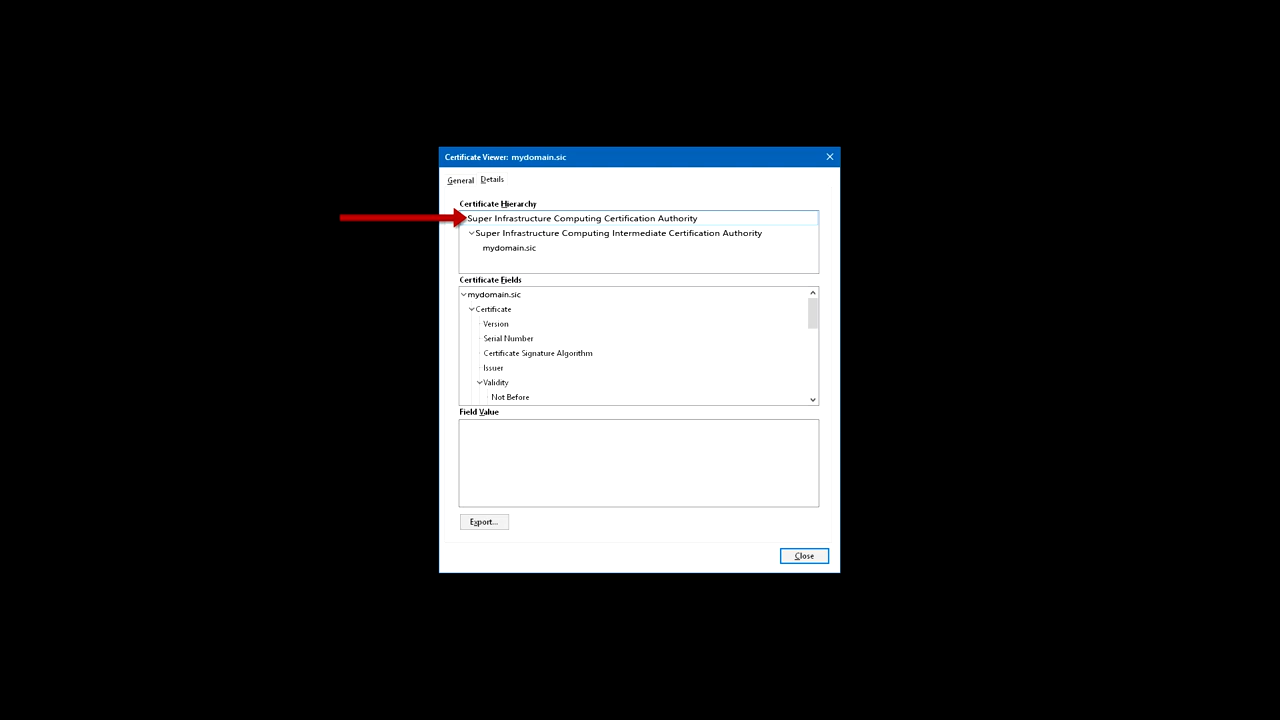 Certificate Viewer: mydomain.sic
General Details
Certificate Hierarchy
Super Infrastructure Computing Certification Authority
Super Infrastructure Computing Intermediate Certification Authority
mydomain.sic
Certificate Fields
mydomain.sic
Certificate
Version
Serial Number
Certificate Signature Algorithm
Issuer
Validity
Not Before
Field Value
Export...
Close